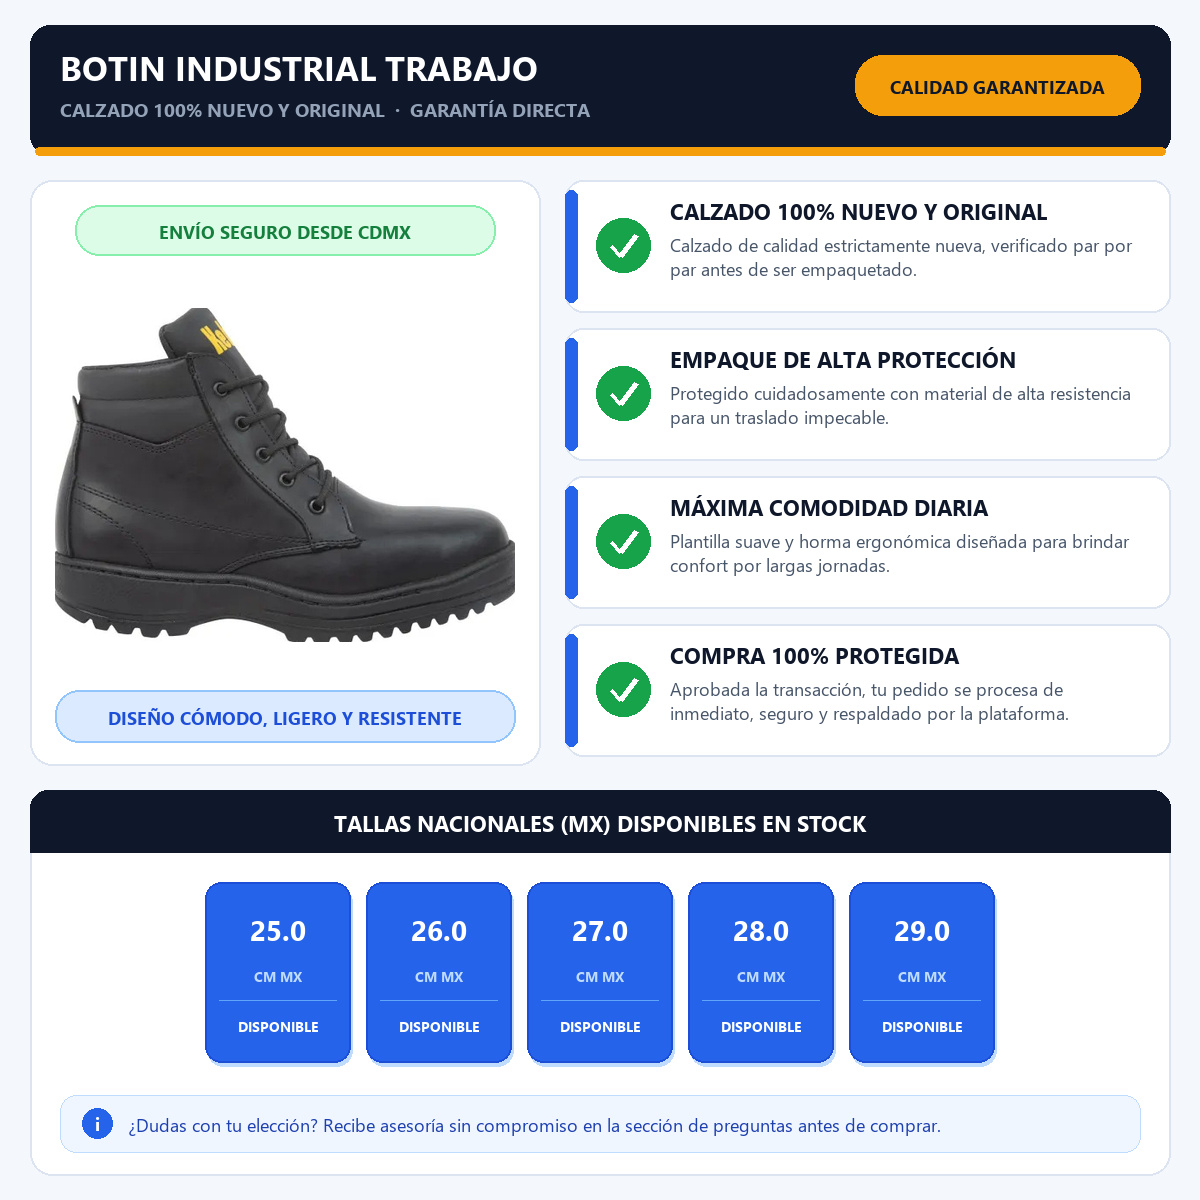 BOTIN INDUSTRIAL TRABAJO
CALZADO 100% NUEVO Y ORIGINAL · GARANTÍA DIRECTA
CALIDAD GARANTIZADA
ENVÍO SEGURO DESDE CDMX
DISEÑO CÓMODO, LIGERO Y RESISTENTE
CALZADO 100% NUEVO Y ORIGINAL
Calzado de calidad estrictamente nueva, verificado par por
par antes de ser empaquetado.
EMPAQUE DE ALTA PROTECCIÓN
Protegido cuidadosamente con material de alta resistencia
para un traslado impecable.
MÁXIMA COMODIDAD DIARIA
Plantilla suave y horma ergonómica diseñada para brindar
confort por largas jornadas.
COMPRA 100% PROTEGIDA
Aprobada la transacción, tu pedido se procesa de
inmediato, seguro y respaldado por la plataforma.
TALLAS NACIONALES (MX) DISPONIBLES EN STOCK
25.0
CM MX
DISPONIBLE
26.0
CM MX
DISPONIBLE
27.0
CM MX
DISPONIBLE
28.0
CM MX
DISPONIBLE
29.0
CM MX
DISPONIBLE
¿Dudas con tu elección? Recibe asesoría sin compromiso en la sección de preguntas antes de comprar.